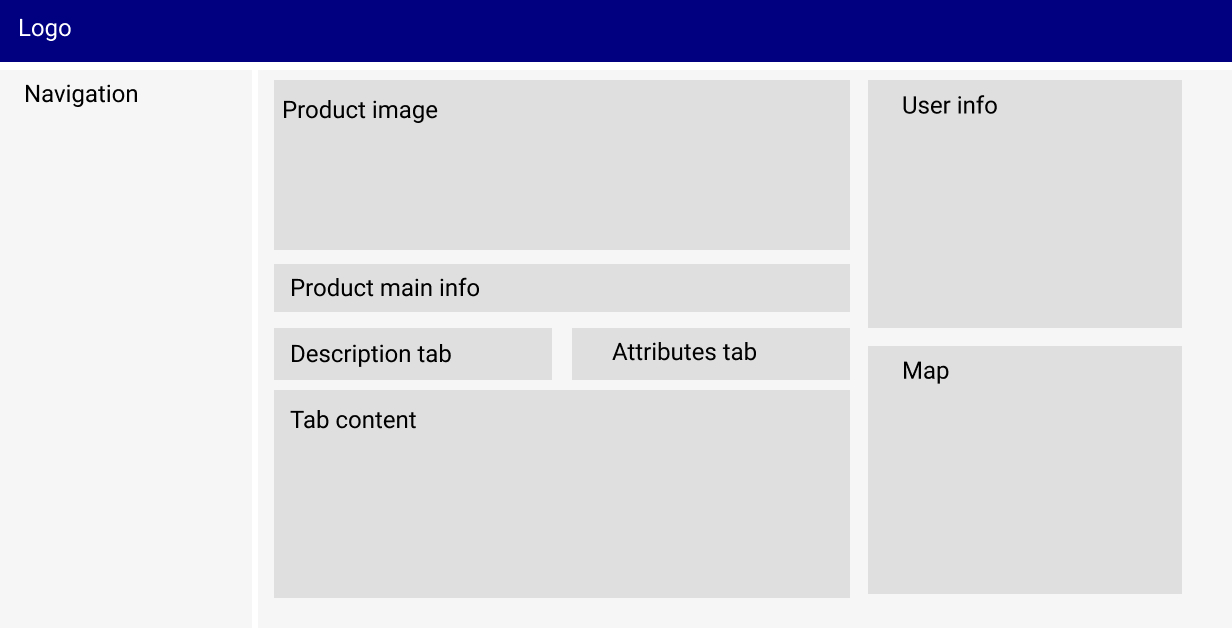 Logo
Navigation
Product image
Product main info
Description tab
Attributes tab
Tab content
User info
Map